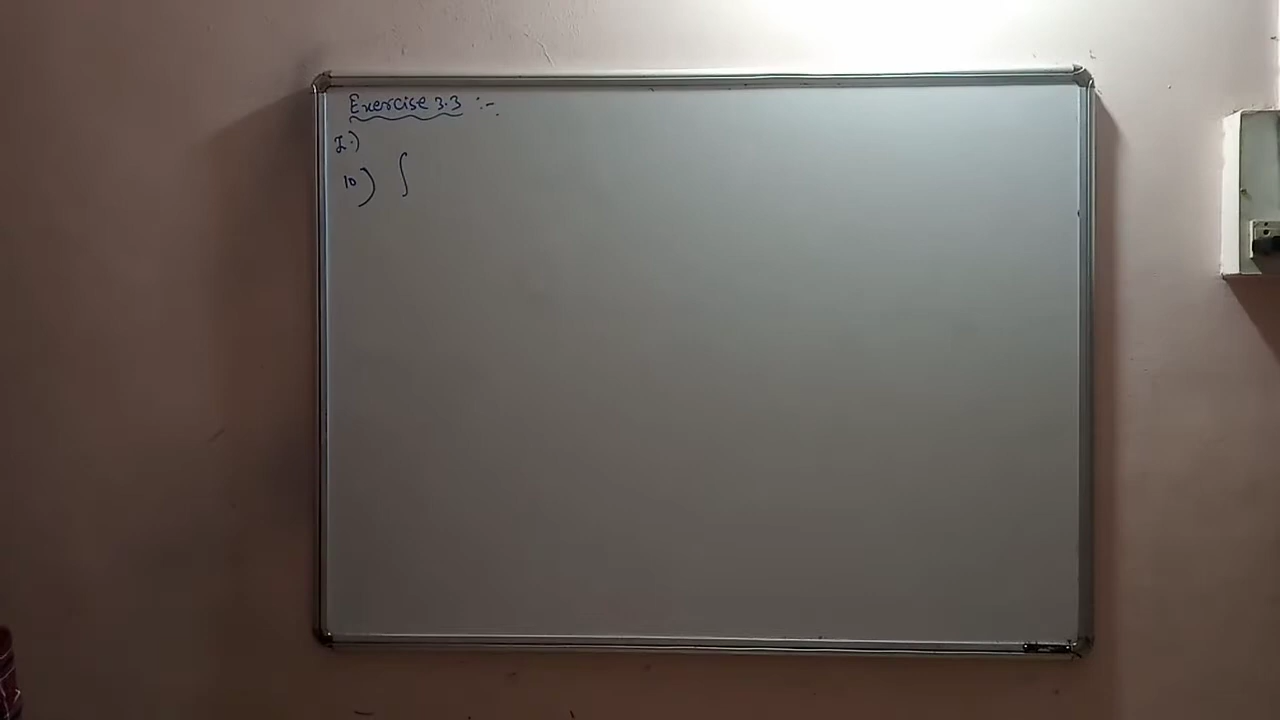 Exercise 3.3 :-
I.)
10) ∫